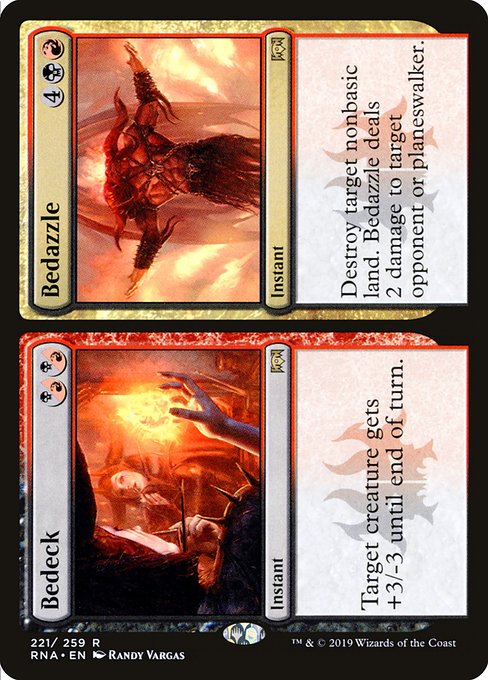 Bedeck
Instant
Target creature gets
+3/-3 until end of turn.
Bedazzle 4
Instant
Destroy target nonbasic
land. Bedazzle deals
2 damage to target
opponent or planeswalker.
221/259 R
RNA • EN Randy Vargas
™ & © 2019 Wizards of the Coast